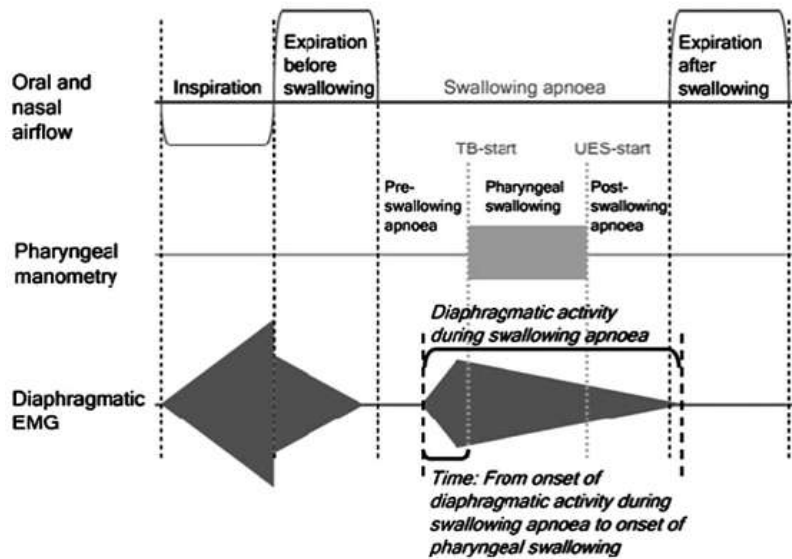 Oral and
nasal
airflow
Inspiration
Expiration
before
swallowing
Swallowing apnoea
Expiration
after
swallowing
TB-start
UES-start
Pre-
swallowing
apnoea
Pharyngeal
swallowing
Post-
swallowing
apnoea
Pharyngeal
manometry
Diaphragmatic activity
during swallowing apnoea
Diaphragmatic
EMG
Time: From onset of
diaphragmatic activity during
swallowing apnoea to onset of
pharyngeal swallowing